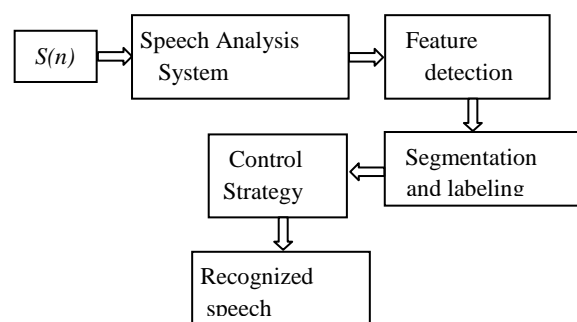 S(n)
Speech Analysis
System
Feature
detection
Segmentation
and labeling
Control
Strategy
Recognized
speech